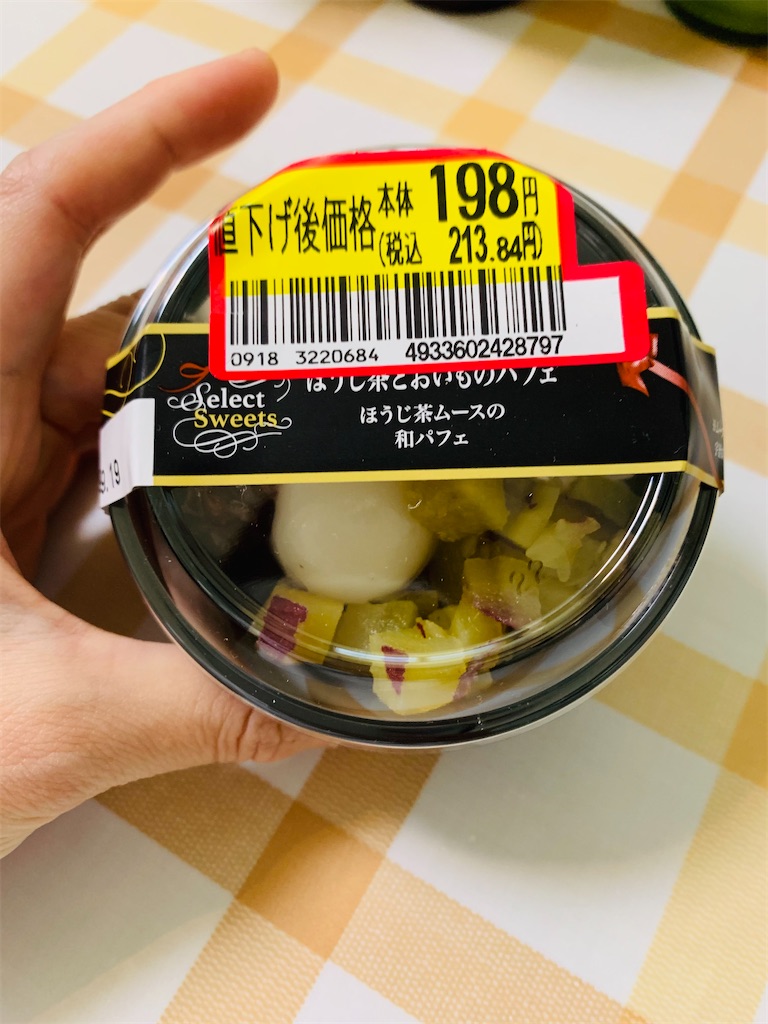 値下げ後価格 本体 198円
(税込 213.84円)
0918 3220684 4933602428797
ほうじ茶とおいものパフェ
Select
Sweets
ほうじ茶ムースの
和パフェ
9.19